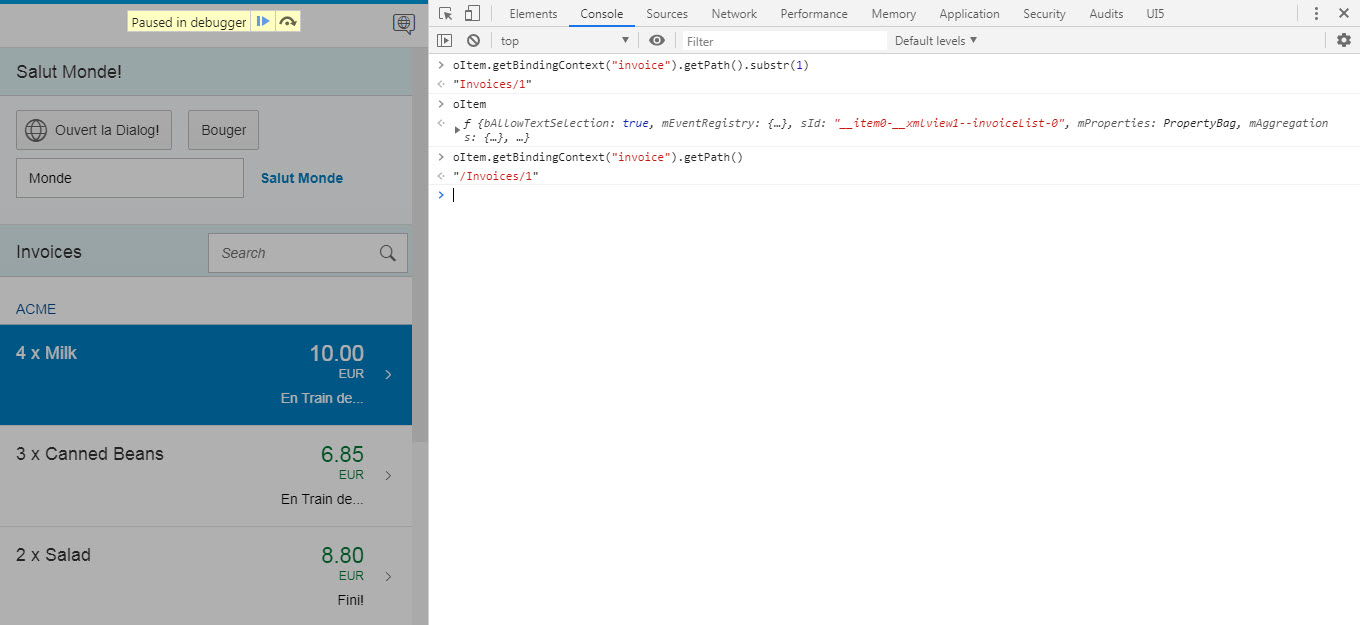 Paused in debugger
Salut Monde!
Ouvert la Dialog!
Bouger
Monde
Salut Monde
Invoices
Search
ACME
4 x Milk
10.00
EUR
En Train de...
3 x Canned Beans
6.85
EUR
En Train de...
2 x Salad
8.80
EUR
Fini!
Elements Console Sources Network Performance Memory Application Security Audits UI5
top Filter Default levels ▼
> oItem.getBindingContext("invoice").getPath().substr(1)
< "Invoices/1"
> oItem
< ƒ {bAllowTextSelection: true, mEventRegistry: {…}, sId: "__item0-__xmlview1--invoiceList-0", mProperties: PropertyBag, mAggregation
s: {…}, …}
> oItem.getBindingContext("invoice").getPath()
< "/Invoices/1"
>